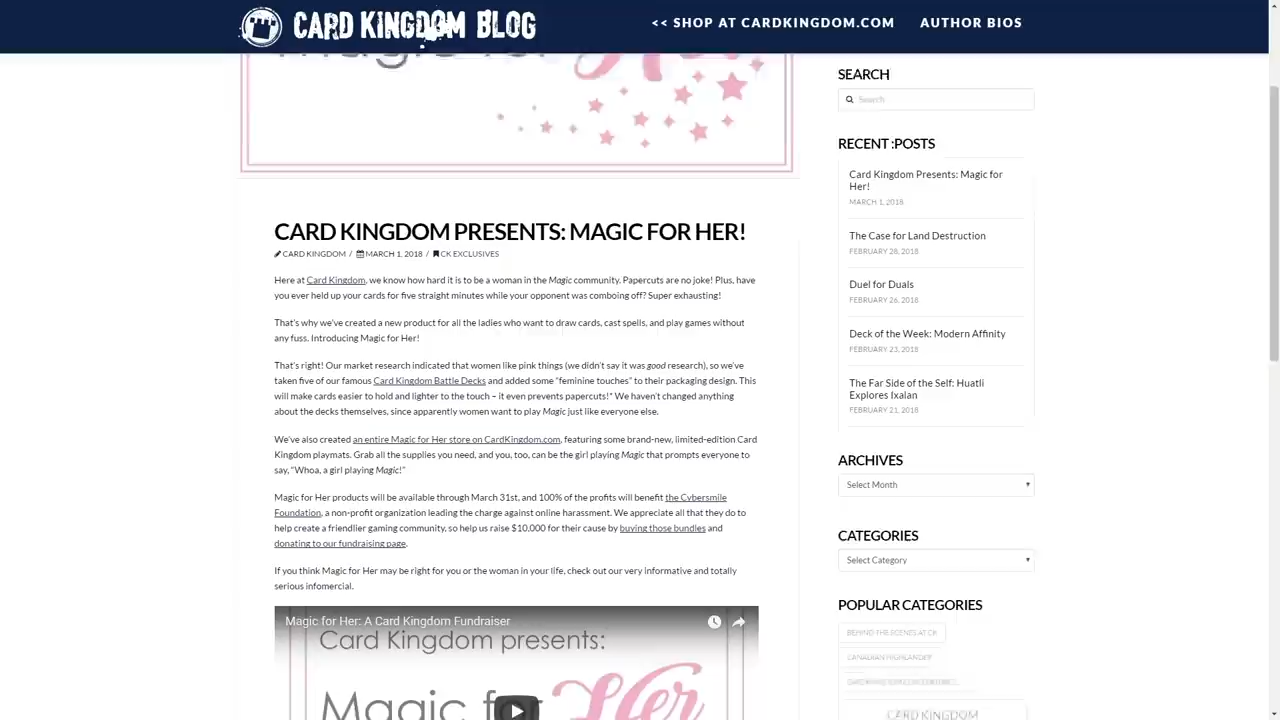 CARD KINGDOM BLOG
<< SHOP AT CARDKINGDOM.COM
AUTHOR BIOS
CARD KINGDOM PRESENTS: MAGIC FOR HER!
CARD KINGDOM / MARCH 1, 2018 / CK EXCLUSIVES
Here at Card Kingdom, we know how hard it is to be a woman in the Magic community. Papercuts are no joke! Plus, have
you ever held up your cards for five straight minutes while your opponent was comboing off? Super exhausting!
That's why we've created a new product for all the ladies who want to draw cards, cast spells, and play games without
any fuss. Introducing Magic for Her!
That's right! Our market research indicated that women like pink things (we didn't say it was good research), so we've
taken five of our famous Card Kingdom Battle Decks and added some "feminine touches" to their packaging design. This
will make cards easier to hold and lighter to the touch – it even prevents papercuts!* We haven't changed anything
about the decks themselves, since apparently women want to play Magic just like everyone else.
We've also created an entire Magic for Her store on CardKingdom.com, featuring some brand-new, limited-edition Card
Kingdom playmats. Grab all the supplies you need, and you, too, can be the girl playing Magic that prompts everyone to
say, "Whoa, a girl playing Magic!"
Magic for Her products will be available through March 31st, and 100% of the profits will benefit the Cybersmile
Foundation, a non-profit organization leading the charge against online harassment. We appreciate all that they do to
help create a friendlier gaming community, so help us raise $10,000 for their cause by buying those bundles and
donating to our fundraising page.
If you think Magic for Her may be right for you or the woman in your life, check out our very informative and totally
serious infomercial.
Magic for Her: A Card Kingdom Fundraiser
Card Kingdom presents:
Magic for Her
SEARCH
Search
RECENT :POSTS
Card Kingdom Presents: Magic for
Her!
MARCH 1, 2018
The Case for Land Destruction
FEBRUARY 28, 2018
Duel for Duals
FEBRUARY 26, 2018
Deck of the Week: Modern Affinity
FEBRUARY 23, 2018
The Far Side of the Self: Huatli
Explores Ixalan
FEBRUARY 21, 2018
ARCHIVES
Select Month
CATEGORIES
Select Category
POPULAR CATEGORIES
BEHIND THE SCENES AT CK
CANADIAN HIGHLANDER
CARD KINGDOM